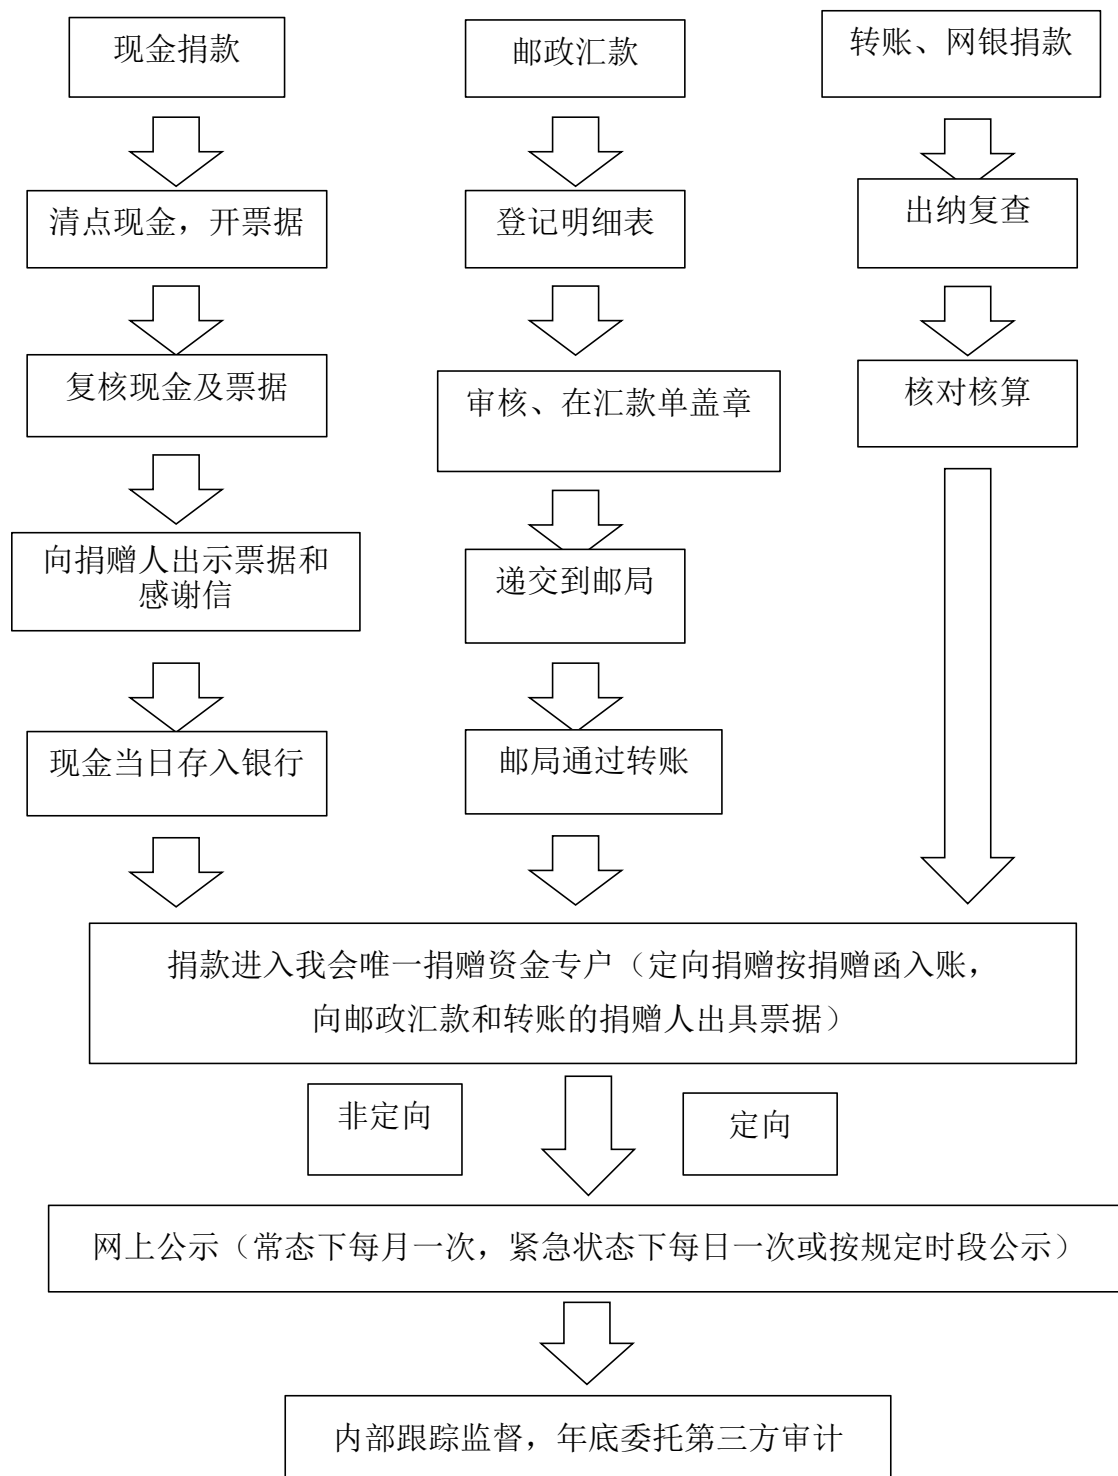 现金捐款
邮政汇款
转账、网银捐款
清点现金，开票据
登记明细表
出纳复查
复核现金及票据
审核、在汇款单盖章
核对核算
向捐赠人出示票据和
感谢信
递交到邮局
现金当日存入银行
邮局通过转账
捐款进入我会唯一捐赠资金专户（定向捐赠按捐赠函入账，
向邮政汇款和转账的捐赠人出具票据）
非定向
定向
网上公示（常态下每月一次，紧急状态下每日一次或按规定时段公示）
内部跟踪监督，年底委托第三方审计